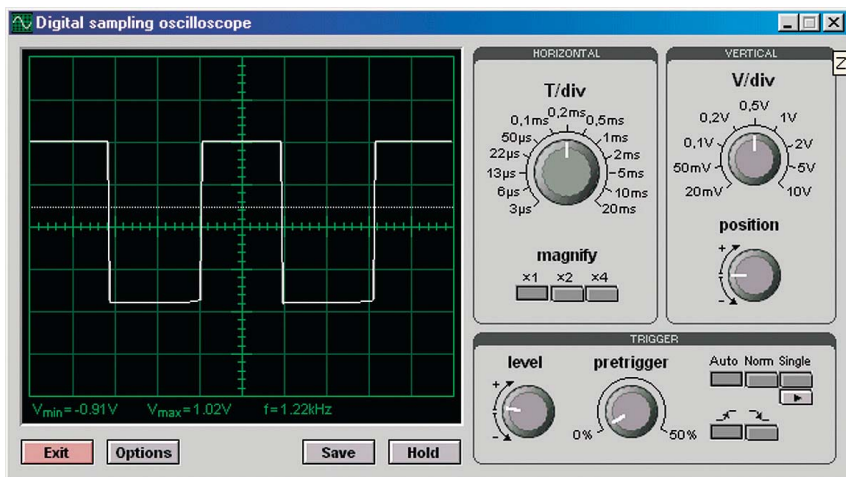 Digital sampling oscilloscope
HORIZONTAL
T/div
0,2ms
0,1ms 0,5ms
50µs 1ms
22µs 2ms
13µs 5ms
6µs 10ms
3µs 20ms
magnify
x1 x2 x4
VERTICAL
V/div
0,5V
0,2V 1V
0,1V 2V
50mV 5V
20mV 10V
position
+
-
TRIGGER
level
+
-
pretrigger
0% 50%
Auto Norm Single
Vmin=-0.91V Vmax=1.02V f=1.22kHz
Exit Options Save Hold